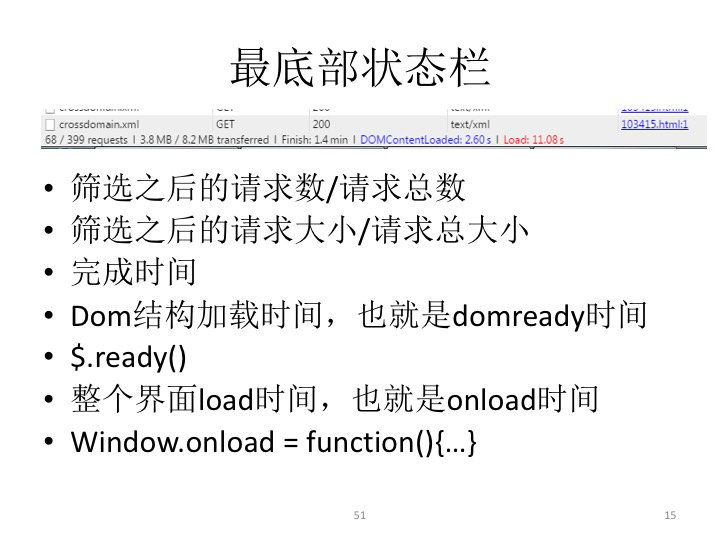 最底部状态栏
crossdomain.xml GET 200 text/xml 103415.html:1
crossdomain.xml GET 200 text/xml 103415.html:1
68 / 399 requests | 3.8 MB / 8.2 MB transferred | Finish: 1.4 min | DOMContentLoaded: 2.60 s | Load: 11.08 s
• 筛选之后的请求数/请求总数
• 筛选之后的请求大小/请求总大小
• 完成时间
• Dom结构加载时间，也就是domready时间
• $.ready()
• 整个界面load时间，也就是onload时间
• Window.onload = function(){…}
51 15